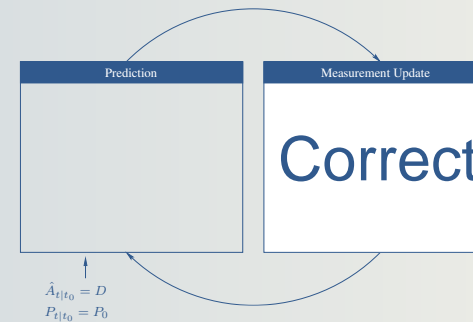 Prediction
Measurement Update
Correct
Â_{t|t_0} = D
P_{t|t_0} = P_0